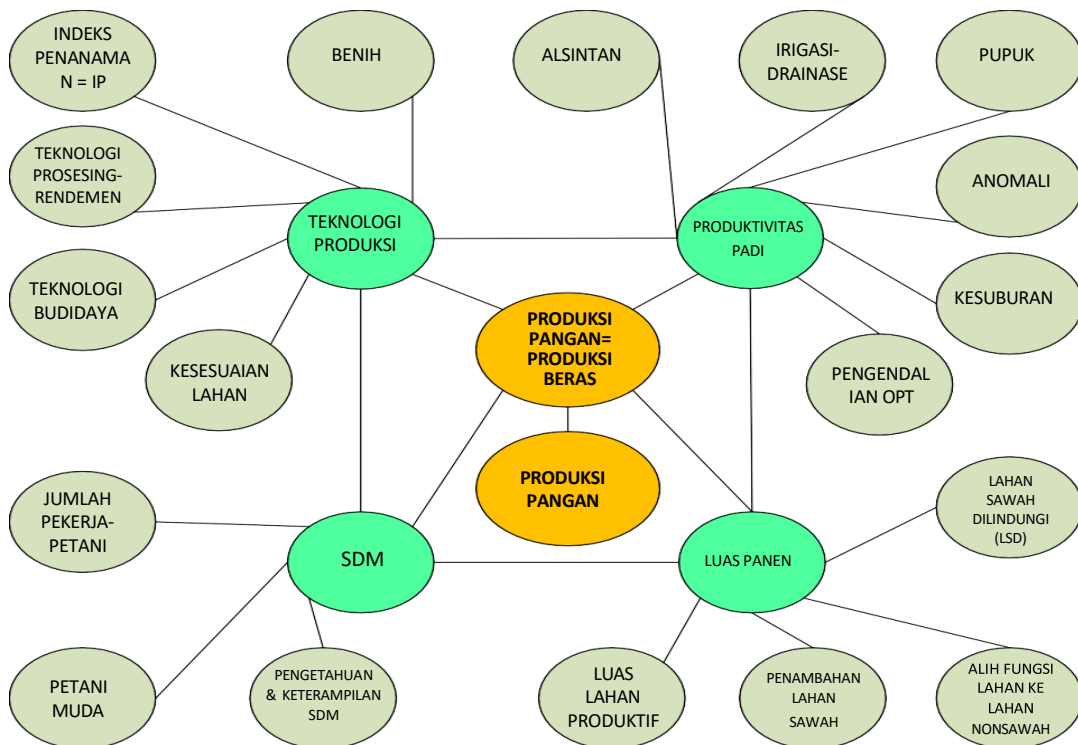 INDEKS
PENANAMA
N = IP
BENIH
ALSINTAN
IRIGASI-
DRAINASE
PUPUK
TEKNOLOGI
PROSESING-
RENDEMEN
ANOMALI
TEKNOLOGI
PRODUKSI
PRODUKTIVITAS
PADI
TEKNOLOGI
BUDIDAYA
KESUBURAN
PRODUKSI
PANGAN=
PRODUKSI
BERAS
KESESUAIAN
LAHAN
PENGENDAL
IAN OPT
PRODUKSI
PANGAN
JUMLAH
PEKERJA-
PETANI
LAHAN
SAWAH
DILINDUNGI
(LSD)
SDM
LUAS PANEN
PETANI
MUDA
PENGETAHUAN
& KETERAMPILAN
SDM
LUAS
LAHAN
PRODUKTIF
PENAMBAHAN
LAHAN
SAWAH
ALIH FUNGSI
LAHAN KE
LAHAN
NONSAWAH